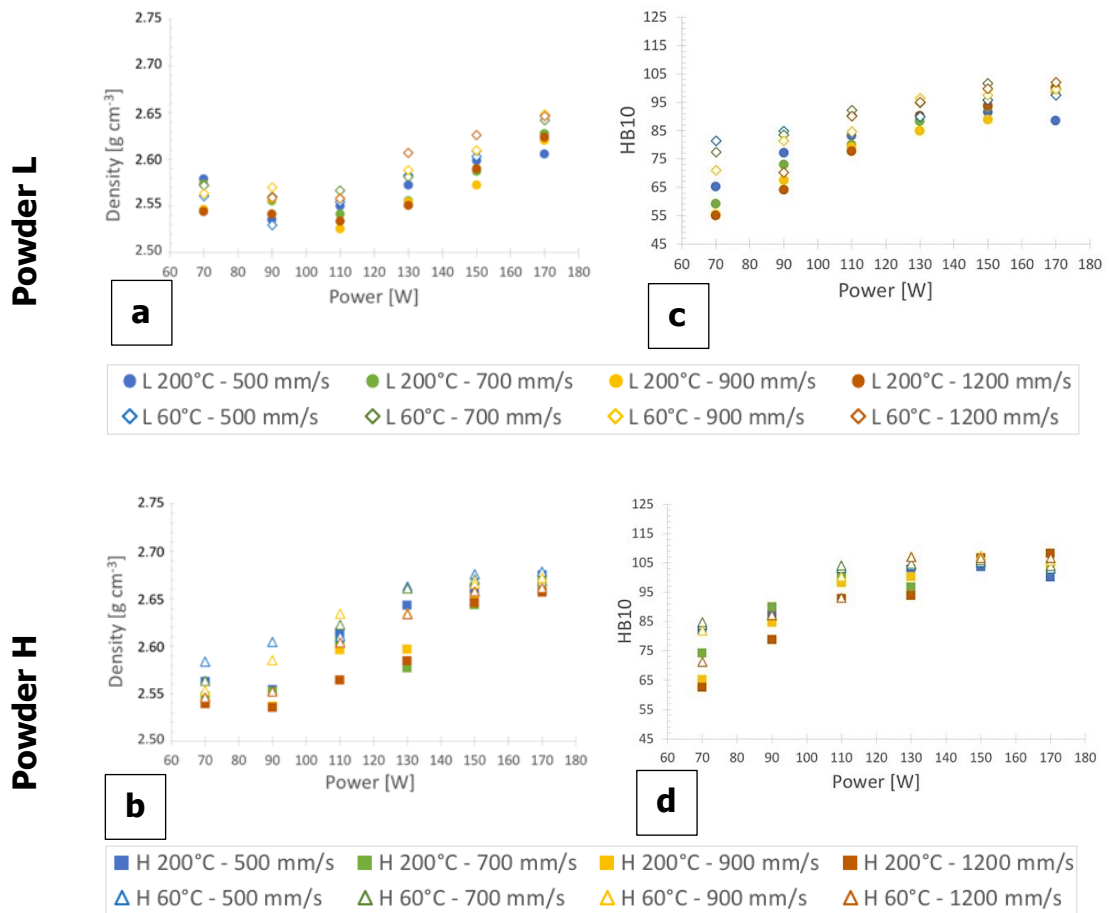 Powder L
2.75
2.70
2.65
2.60
2.55
2.50
Density [g cm⁻³]
60 70 80 90 100 110 120 130 140 150 160 170 180
Power [W]
a
125
115
105
95
85
75
65
55
45
HB10
60 70 80 90 100 110 120 130 140 150 160 170 180
Power [W]
c
L 200°C - 500 mm/s L 200°C - 700 mm/s L 200°C - 900 mm/s L 200°C - 1200 mm/s
L 60°C - 500 mm/s L 60°C - 700 mm/s L 60°C - 900 mm/s L 60°C - 1200 mm/s
Powder H
2.75
2.70
2.65
2.60
2.55
2.50
Density [g cm⁻³]
60 70 80 90 100 110 120 130 140 150 160 170 180
Power [W]
b
125
115
105
95
85
75
65
55
45
HB10
60 70 80 90 100 110 120 130 140 150 160 170 180
Power [W]
d
H 200°C - 500 mm/s H 200°C - 700 mm/s H 200°C - 900 mm/s H 200°C - 1200 mm/s
H 60°C - 500 mm/s H 60°C - 700 mm/s H 60°C - 900 mm/s H 60°C - 1200 mm/s